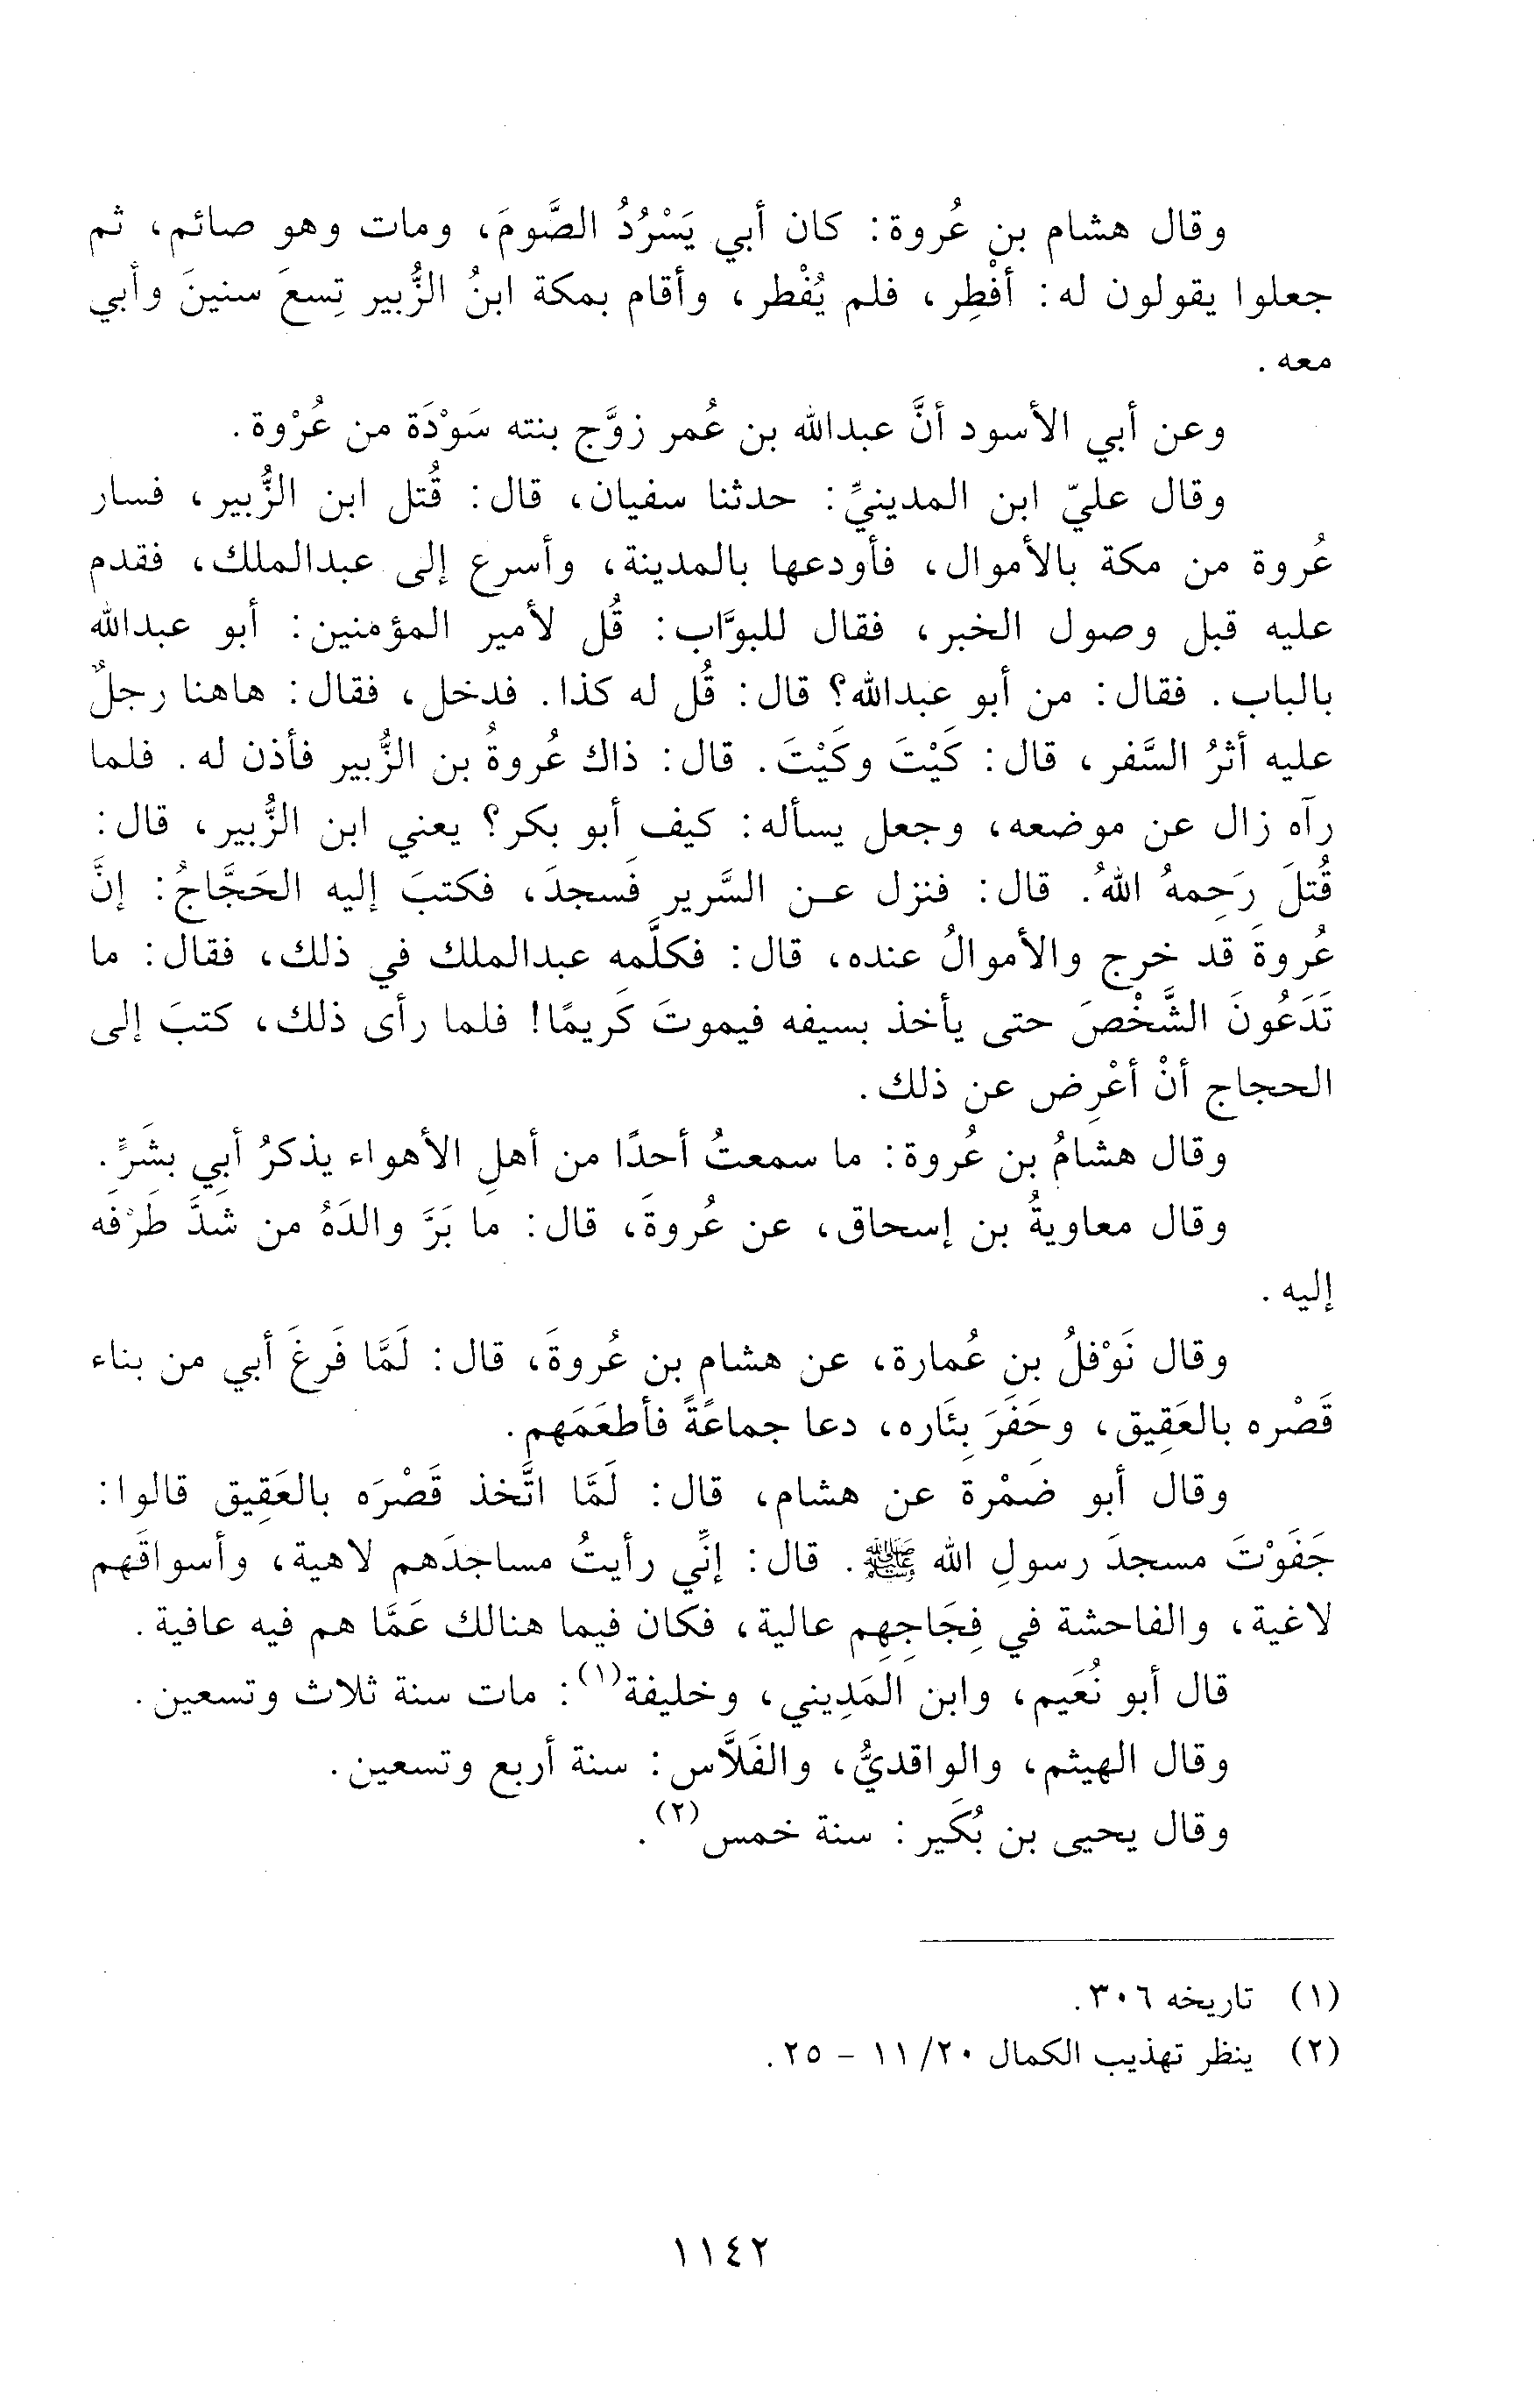 وقال هشام بن عُروة: كان أبي يَسْرُدُ الصَّومَ، ومات وهو صائم، ثم
جعلوا يقولون له: أفْطِر، فلم يُفْطر، وأقام بمكة ابنُ الزُّبير تِسعَ سنينَ وأبي
معه.
وعن أبي الأسود أنَّ عبدالله بن عُمر زوَّج بنته سَوْدَة من عُرْوة.
وقال عليّ ابن المدينيِّ: حدثنا سفيان، قال: قُتل ابن الزُّبير، فسار
عُروة من مكة بالأموال، فأودعها بالمدينة، وأسرع إلى عبدالملك، فقدم
عليه قبل وصول الخبر، فقال للبوَّاب: قُل لأمير المؤمنين: أبو عبدالله
بالباب. فقال: من أبو عبدالله؟ قال: قُل له كذا. فدخل، فقال: هاهنا رجلٌ
عليه أثرُ السَّفر، قال: كَيْتَ وكَيْتَ. قال: ذاك عُروةُ بن الزُّبير فأذن له. فلما
رآه زال عن موضعه، وجعل يسأله: كيف أبو بكر؟ يعني ابن الزُّبير، قال:
قُتلَ رَحِمهُ اللهُ. قال: فنزل عن السَّرير فَسجدَ، فكتبَ إليه الحَجَّاجُ: إنَّ
عُروةَ قد خرج والأموالُ عنده، قال: فكلَّمه عبدالملك في ذلك، فقال: ما
تَدَعُونَ الشَّخْصَ حتى يأخذ بسيفه فيموتَ كَريمًا! فلما رأى ذلك، كتبَ إلى
الحجاج أنْ أعْرِض عن ذلك.
وقال هشامُ بن عُروة: ما سمعتُ أحدًا من أهلِ الأهواء يذكرُ أبِي بشَرٍّ.
وقال معاويةُ بن إسحاق، عن عُروةَ، قال: ما بَرَّ والدَهُ من شدَّ طَرْفَه
إليه.
وقال نَوْفلُ بن عُمارة، عن هشام بن عُروةَ، قال: لَمَّا فَرغَ أبي من بناء
قَصْره بالعَقِيق، وحَفَرَ بِئَاره، دعا جماعَةً فأطعَمَهم.
وقال أبو ضمْرة عن هشام، قال: لَمَّا اتَّخذ قَصْرَه بالعَقِيق قالوا:
جَفَوْتَ مسجدَ رسولِ الله ﷺ. قال: إنِّي رأيتُ مساجدَهم لاهية، وأسواقَهم
لاغية، والفاحشة في فِجَاجِهِم عالية، فكان فيما هنالك عَمَّا هم فيه عافية.
قال أبو نُعَيم، وابن المَدِيني، وخليفة(١): مات سنة ثلاث وتسعين.
وقال الهيثم، والواقديُّ، والفَلاَّس: سنة أربع وتسعين.
وقال يحيى بن بُكَير: سنة خمس(٢).
(١) تاريخه ٣٠٦.
(٢) ينظر تهذيب الكمال ٢٠/ ١١ - ٢٥.
١١٤٢